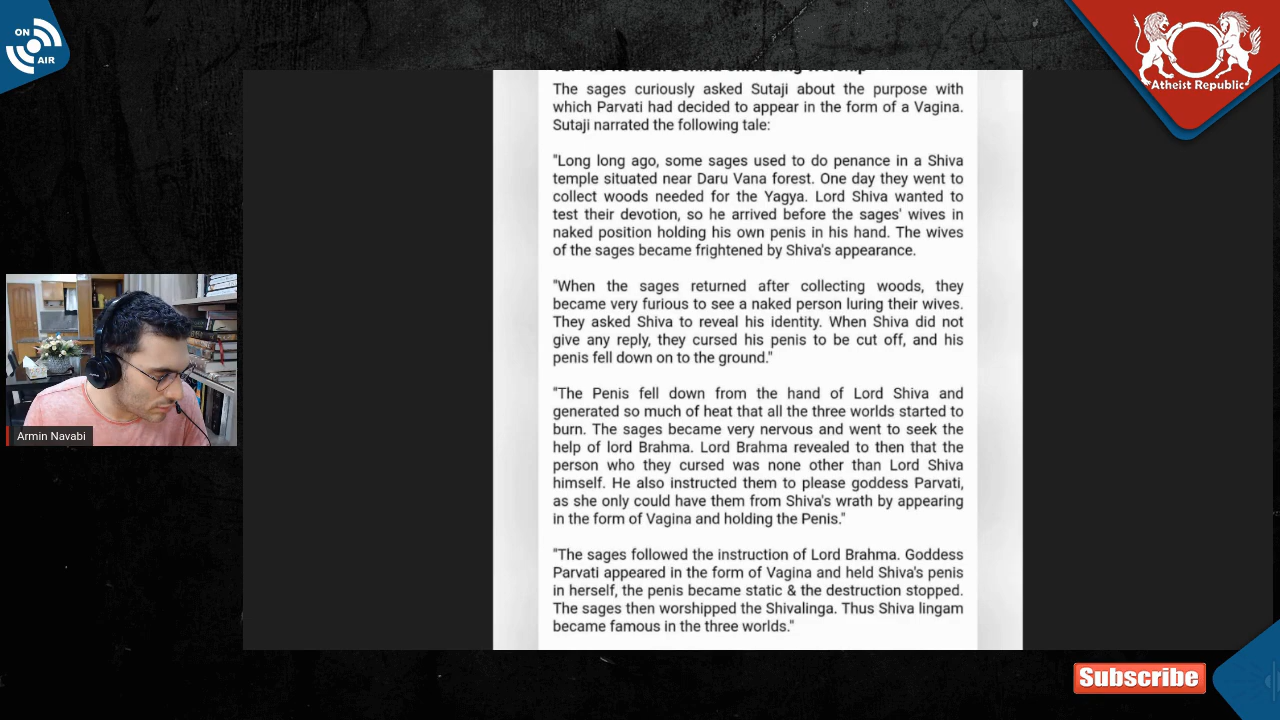 ON
AIR
Atheist Republic
The Reason Behind Shiva Ling Worship
The sages curiously asked Sutaji about the purpose with
which Parvati had decided to appear in the form of a Vagina.
Sutaji narrated the following tale:
"Long long ago, some sages used to do penance in a Shiva
temple situated near Daru Vana forest. One day they went to
collect woods needed for the Yagya. Lord Shiva wanted to
test their devotion, so he arrived before the sages' wives in
naked position holding his own penis in his hand. The wives
of the sages became frightened by Shiva's appearance.
"When the sages returned after collecting woods, they
became very furious to see a naked person luring their wives.
They asked Shiva to reveal his identity. When Shiva did not
give any reply, they cursed his penis to be cut off, and his
penis fell down on to the ground."
"The Penis fell down from the hand of Lord Shiva and
generated so much of heat that all the three worlds started to
burn. The sages became very nervous and went to seek the
help of lord Brahma. Lord Brahma revealed to then that the
person who they cursed was none other than Lord Shiva
himself. He also instructed them to please goddess Parvati,
as she only could have them from Shiva's wrath by appearing
in the form of Vagina and holding the Penis."
"The sages followed the instruction of Lord Brahma. Goddess
Parvati appeared in the form of Vagina and held Shiva's penis
in herself, the penis became static & the destruction stopped.
The sages then worshipped the Shivalinga. Thus Shiva lingam
became famous in the three worlds."
Armin Navabi
Subscribe